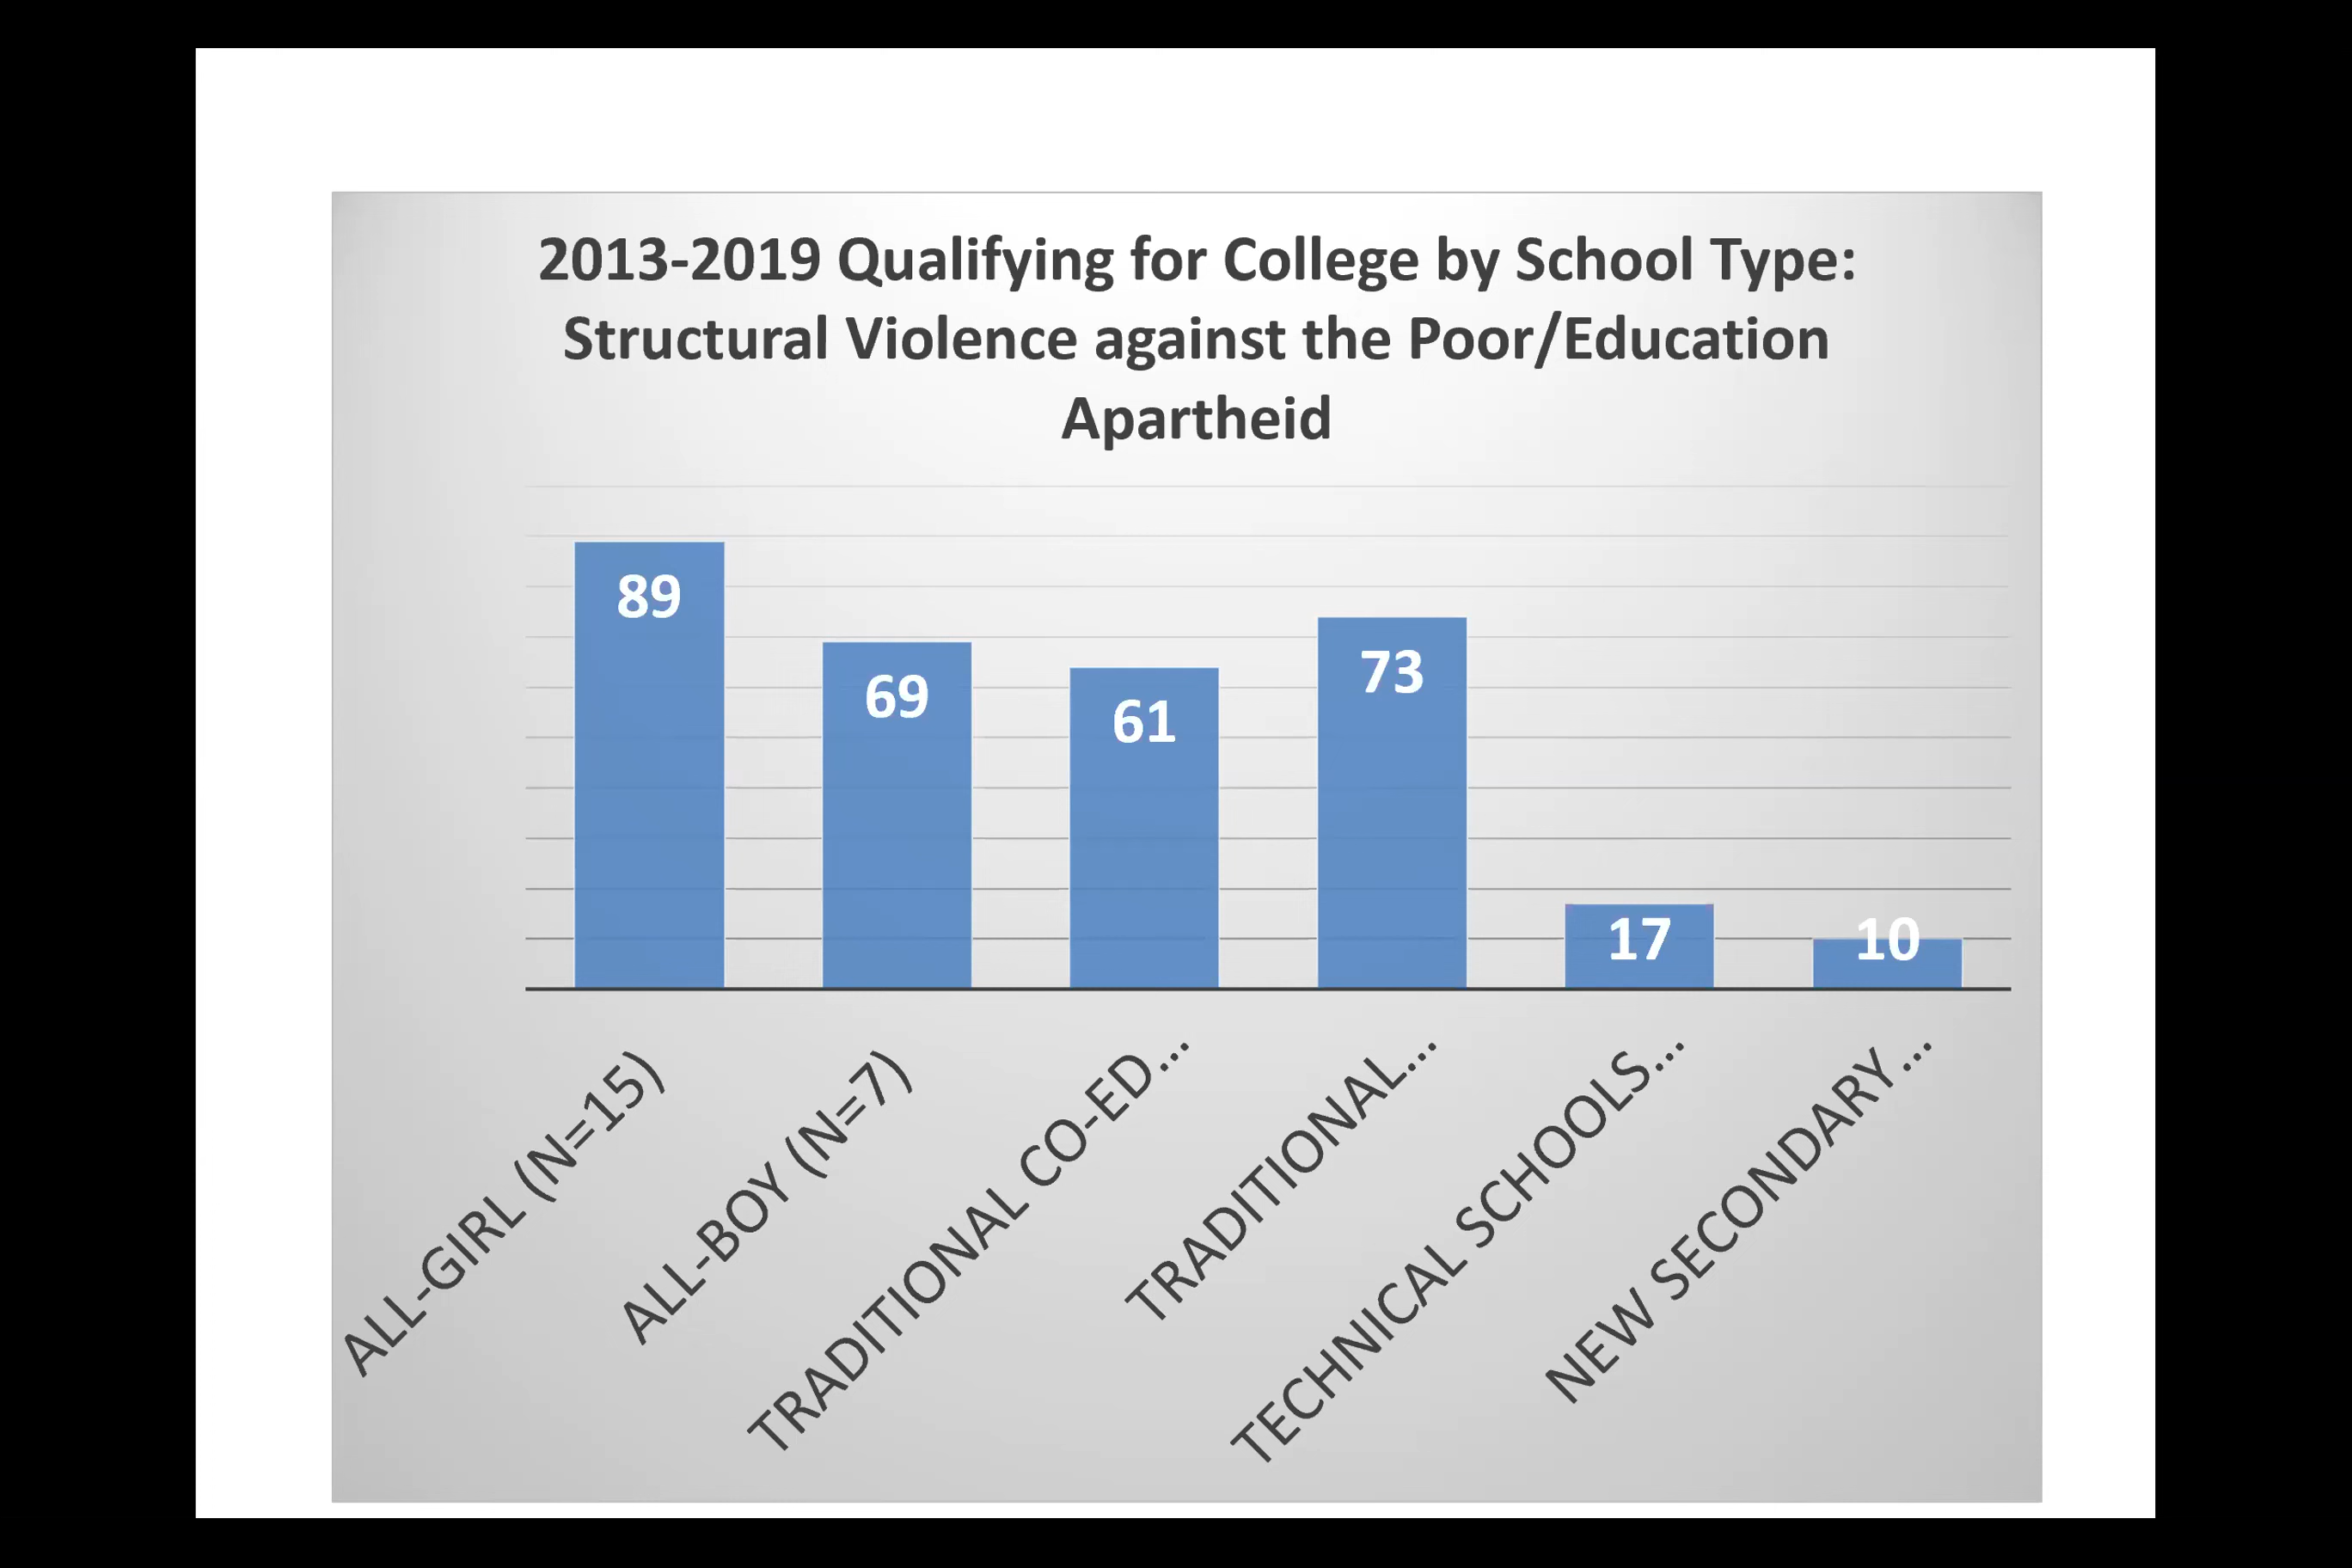 2013-2019 Qualifying for College by School Type:
Structural Violence against the Poor/Education
Apartheid
89
69
61
73
17
10
ALL-GIRL (N=15)
ALL-BOY (N=7)
TRADITIONAL CO-ED...
TRADITIONAL...
TECHNICAL SCHOOLS...
NEW SECONDARY...